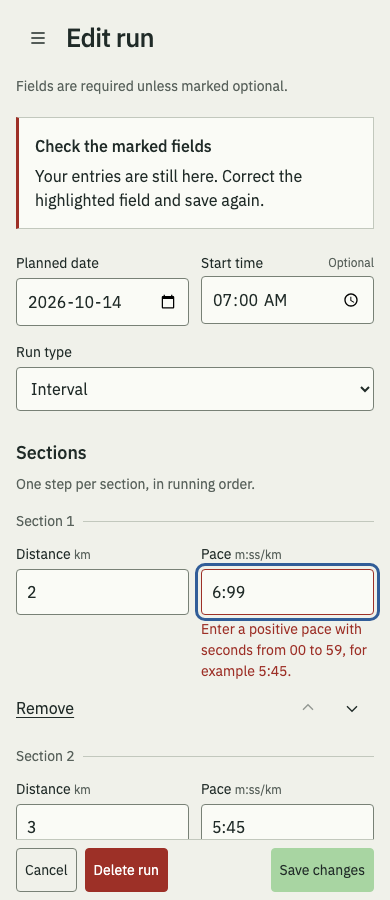 Edit run
Fields are required unless marked optional.
Check the marked fields
Your entries are still here. Correct the
highlighted field and save again.
Planned date
2026-10-14
Start time Optional
07:00 AM
Run type
Interval
Sections
One step per section, in running order.
Section 1
Distance km
2
Pace m:ss/km
6:99
Enter a positive pace with
seconds from 00 to 59, for
example 5:45.
Remove
Section 2
Distance km
3
Pace m:ss/km
5:45
Cancel
Delete run
Save changes